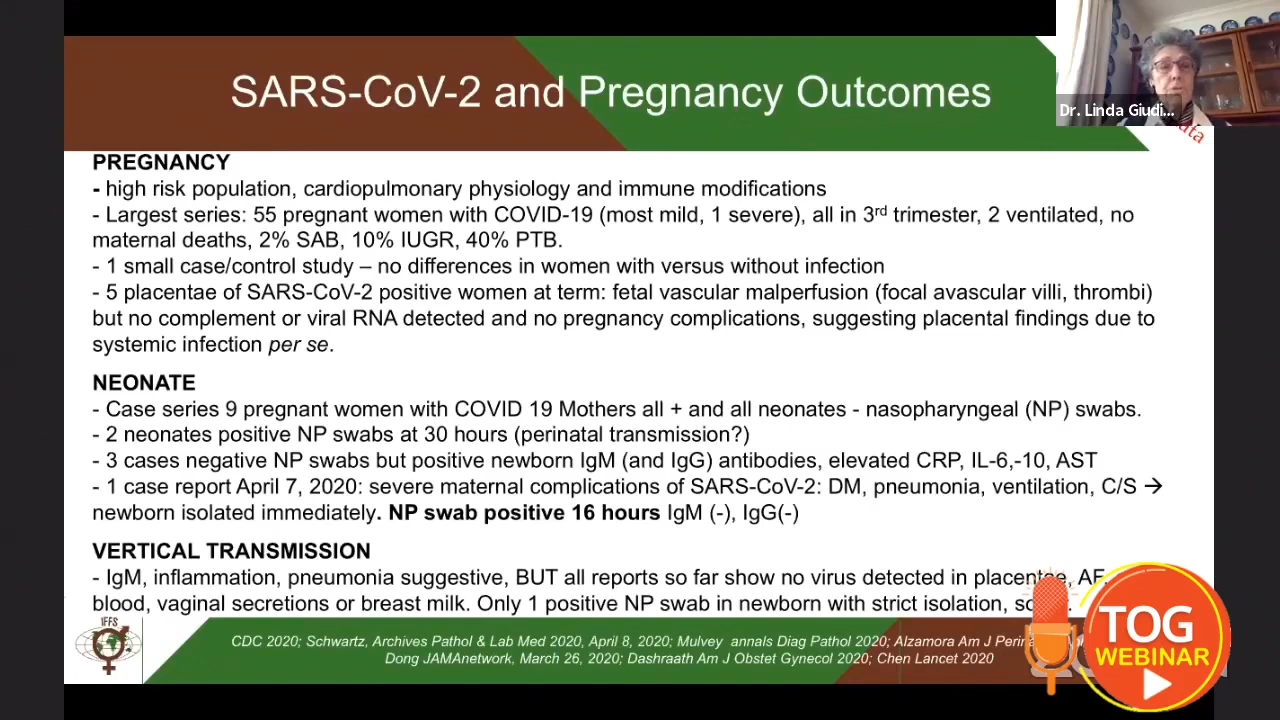 SARS-CoV-2 and Pregnancy Outcomes
Dr. Linda Giudi...
PREGNANCY
- high risk population, cardiopulmonary physiology and immune modifications
- Largest series: 55 pregnant women with COVID-19 (most mild, 1 severe), all in 3rd trimester, 2 ventilated, no
maternal deaths, 2% SAB, 10% IUGR, 40% PTB.
- 1 small case/control study – no differences in women with versus without infection
- 5 placentae of SARS-CoV-2 positive women at term: fetal vascular malperfusion (focal avascular villi, thrombi)
but no complement or viral RNA detected and no pregnancy complications, suggesting placental findings due to
systemic infection per se.
NEONATE
- Case series 9 pregnant women with COVID 19 Mothers all + and all neonates - nasopharyngeal (NP) swabs.
- 2 neonates positive NP swabs at 30 hours (perinatal transmission?)
- 3 cases negative NP swabs but positive newborn IgM (and IgG) antibodies, elevated CRP, IL-6,-10, AST
- 1 case report April 7, 2020: severe maternal complications of SARS-CoV-2: DM, pneumonia, ventilation, C/S →
newborn isolated immediately. NP swab positive 16 hours IgM (-), IgG(-)
VERTICAL TRANSMISSION
- IgM, inflammation, pneumonia suggestive, BUT all reports so far show no virus detected in placentae, AF,
blood, vaginal secretions or breast milk. Only 1 positive NP swab in newborn with strict isolation,
IFFS
CDC 2020; Schwartz, Archives Pathol & Lab Med 2020, April 8, 2020; Mulvey annals Diag Pathol 2020; Alzamora Am J
Dong JAMAnetwork, March 26, 2020; Dashraath Am J Obstet Gynecol 2020; Chen Lancet 2020
TOG
WEBINAR